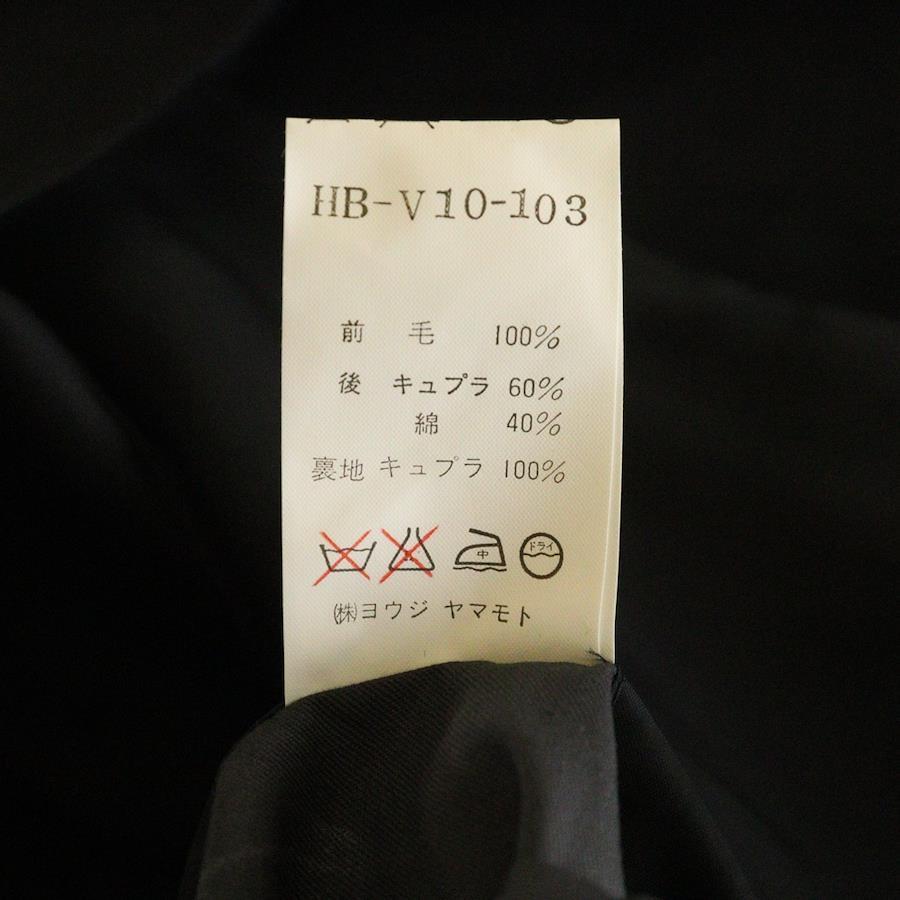 HB-V10-103
前 毛 100%
後 キュプラ 60%
綿 40%
裏地 キュプラ 100%
中 ドライ
㈱ヨウジ ヤマモト